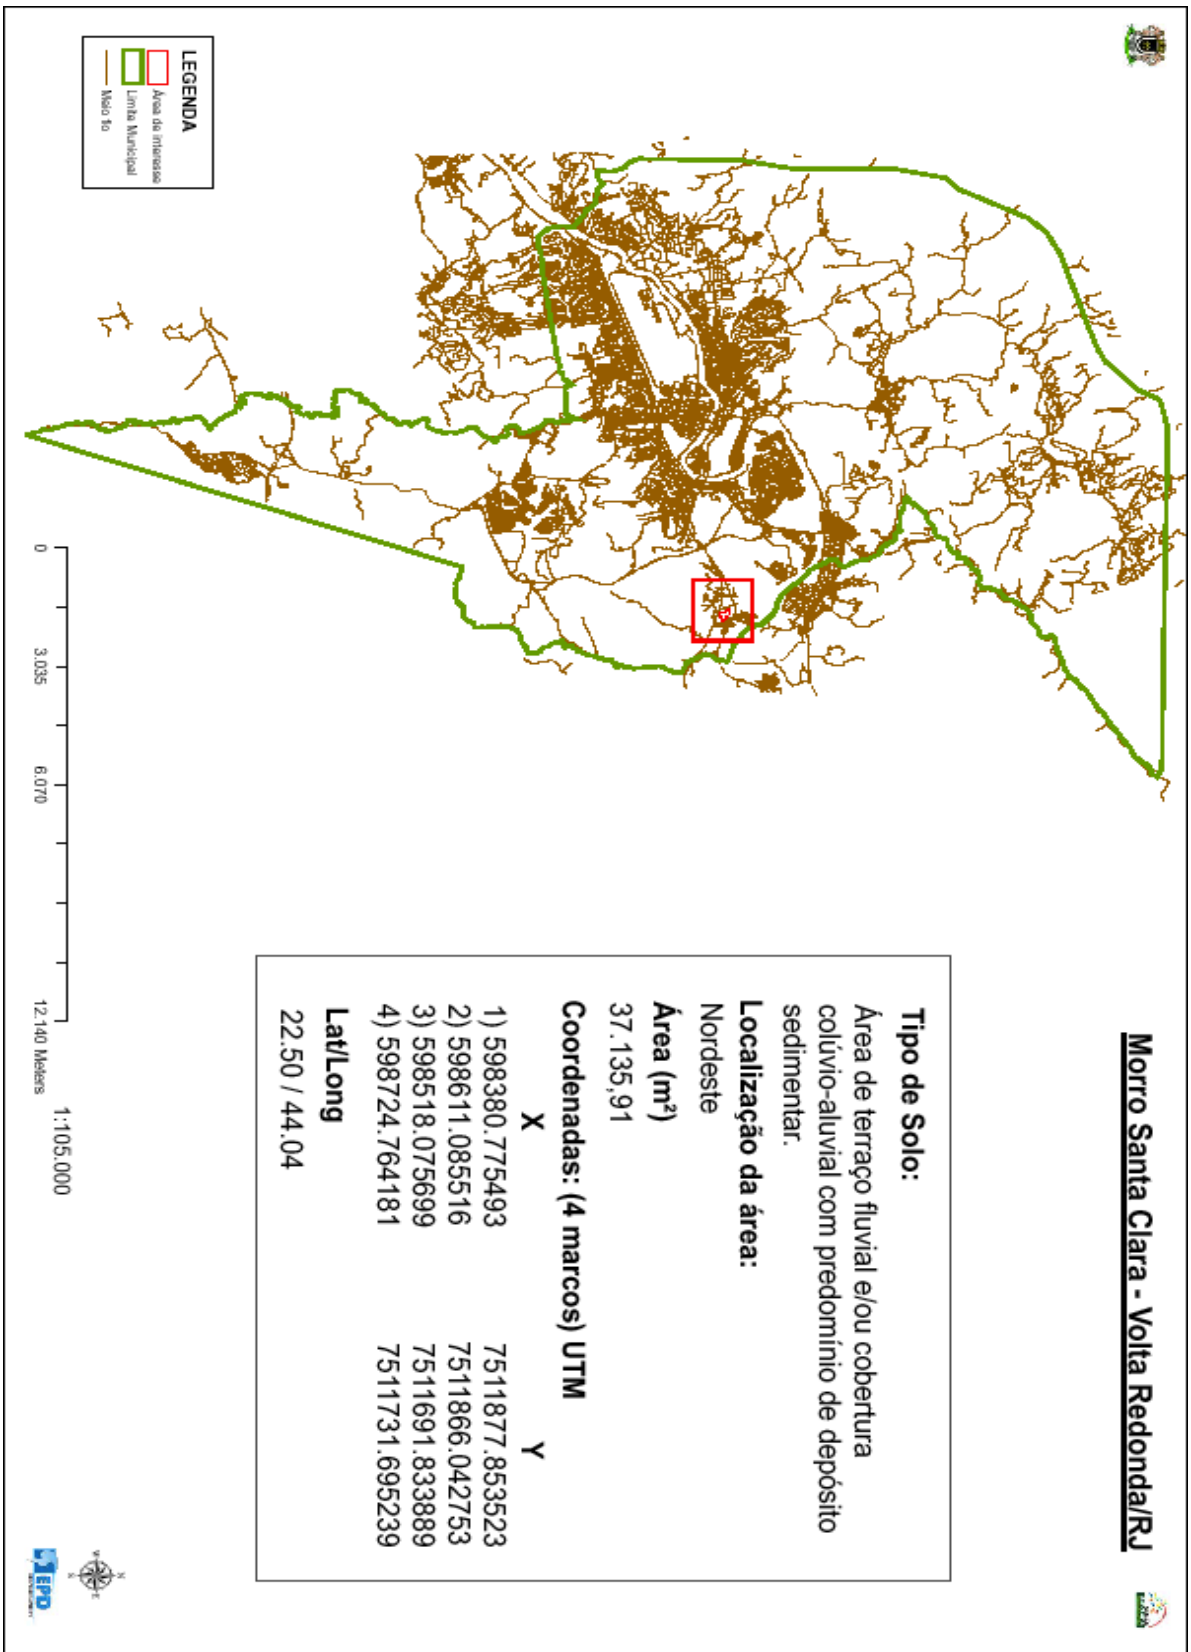 Morro Santa Clara - Volta Redonda/RJ
Tipo de Solo:
Área de terraço fluvial e/ou cobertura
colúvio-aluvial com predomínio de depósito
sedimentar.
Localização da área:
Nordeste
Área (m²)
37.135,91
Coordenadas: (4 marcos) UTM
X Y
1) 598380.775493 7511877.853523
2) 598611.085516 7511866.042753
3) 598518.075699 7511691.833889
4) 598724.764181 7511731.695239
Lat/Long
22.50 / 44.04
LEGENDA
Área de interesse
Limite Municipal
Meio fio
0 3.035 6.070 12.140 Meters
1:105.000
N
E
S
W
EPD